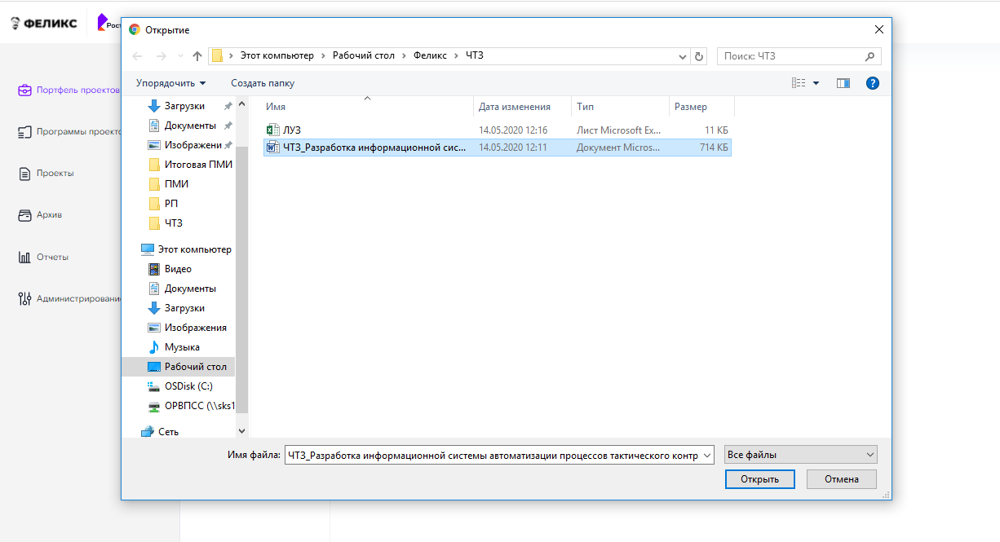 ФЕЛИКС
Рост
Портфель проектов
Программы проекто
Проекты
Архив
Отчеты
Администрировани
Открытие
Этот компьютер > Рабочий стол > Феликс > ЧТЗ
Поиск: ЧТЗ
Упорядочить
Создать папку
Загрузки
Документы
Изображени
Итоговая ПМИ
ПМИ
РП
ЧТЗ
Этот компьютер
Видео
Документы
Загрузки
Изображения
Музыка
Рабочий стол
OSDisk (C:)
ОРВПСС (\\sks1
Сеть
Имя Дата изменения Тип Размер
ЛУЗ 14.05.2020 12:16 Лист Microsoft Ex... 11 КБ
ЧТЗ_Разработка информационной сис... 14.05.2020 12:11 Документ Micros... 714 КБ
Имя файла: ЧТЗ_Разработка информационной системы автоматизации процессов тактического контр
Все файлы
Открыть
Отмена